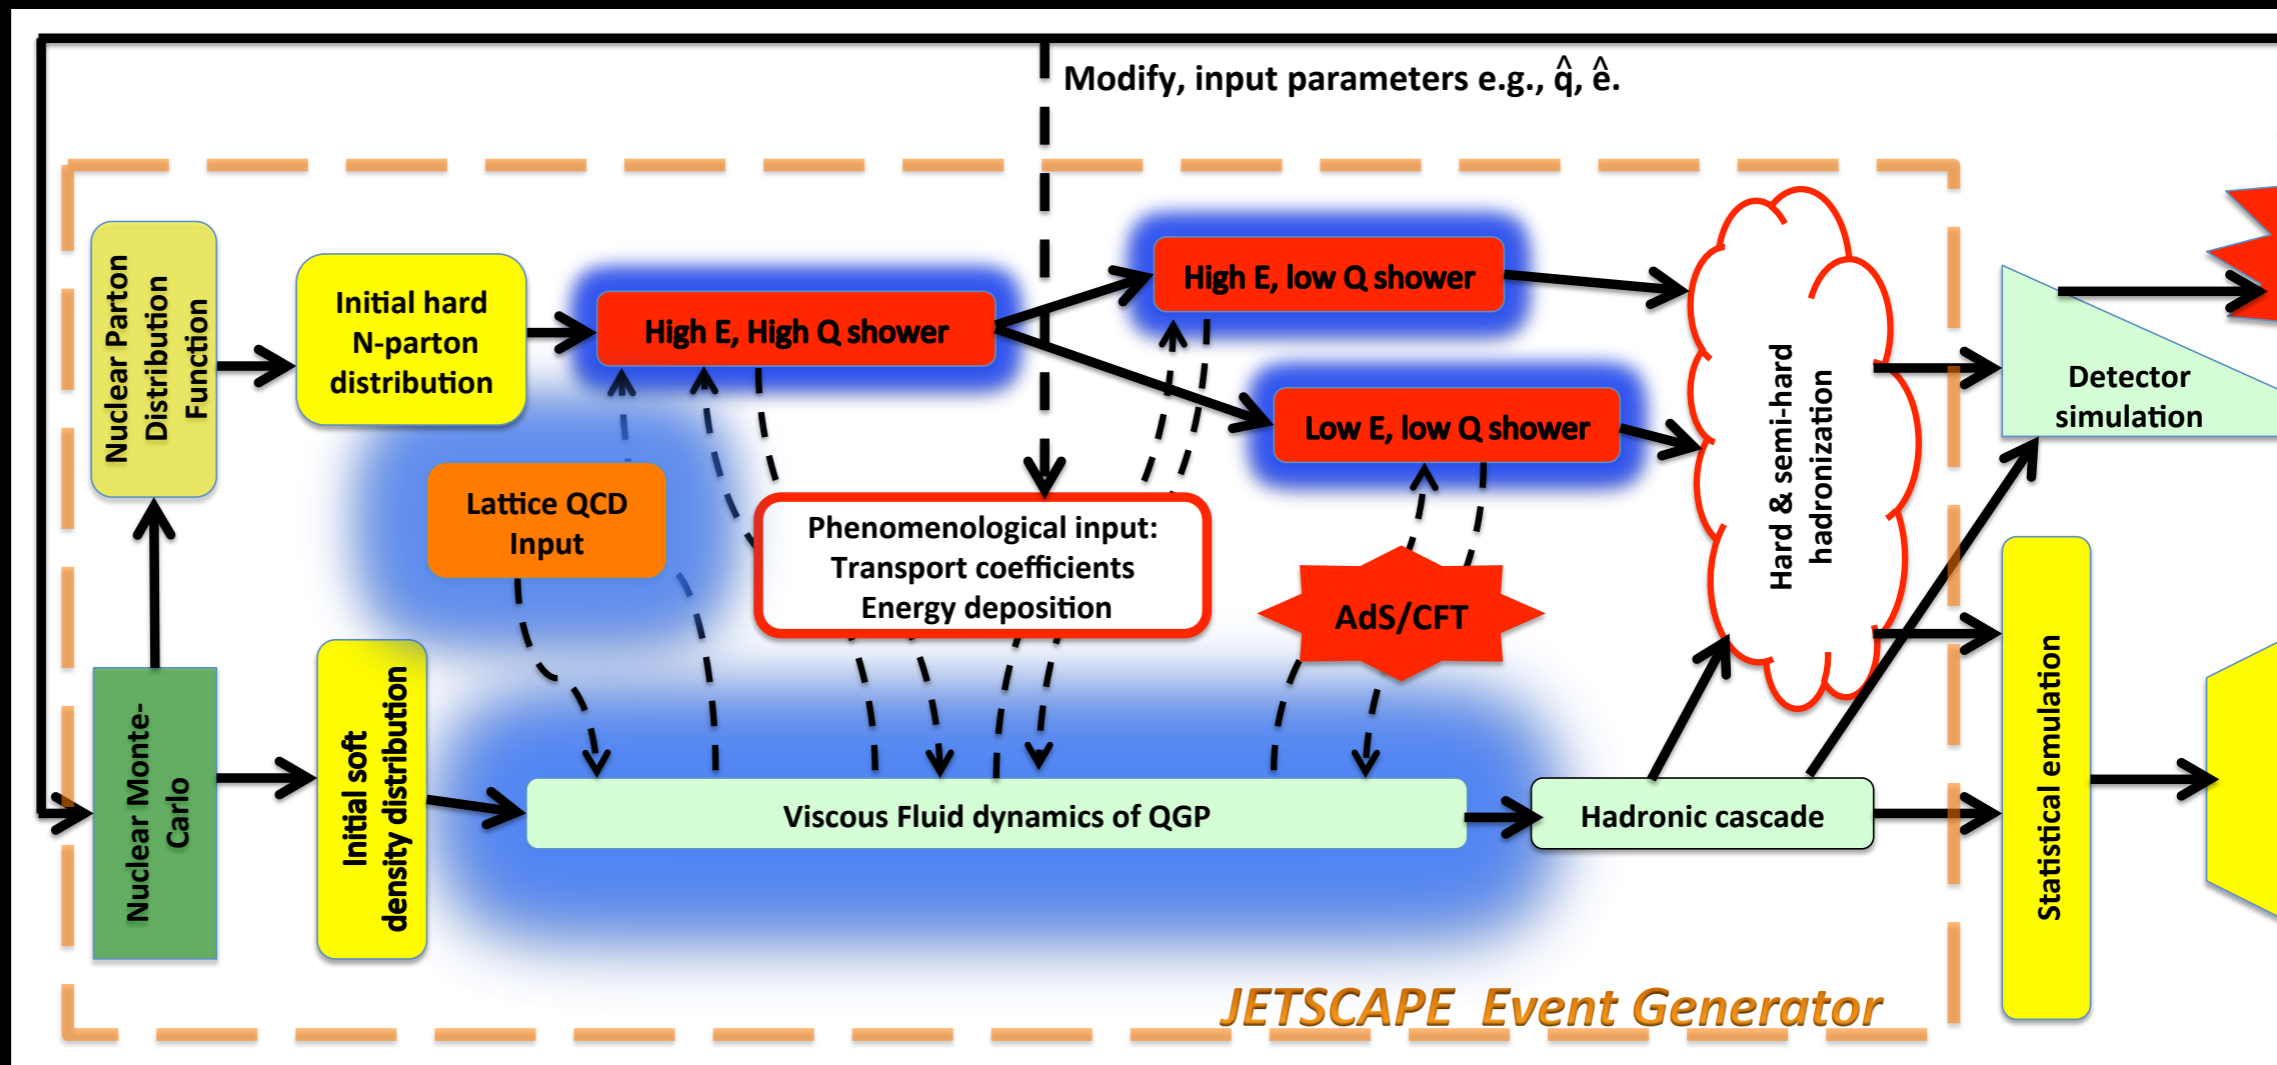 Modify, input parameters e.g., q̂, ê.
Nuclear Parton
Distribution
Function
Initial hard
N-parton
distribution
High E, High Q shower
High E, low Q shower
Low E, low Q shower
Hard & semi-hard
hadronization
Detector
simulation
Lattice QCD
Input
Phenomenological input:
Transport coefficients
Energy deposition
AdS/CFT
Nuclear Monte-
Carlo
Initial soft
density distribution
Viscous Fluid dynamics of QGP
Hadronic cascade
Statistical emulation
JETSCAPE Event Generator